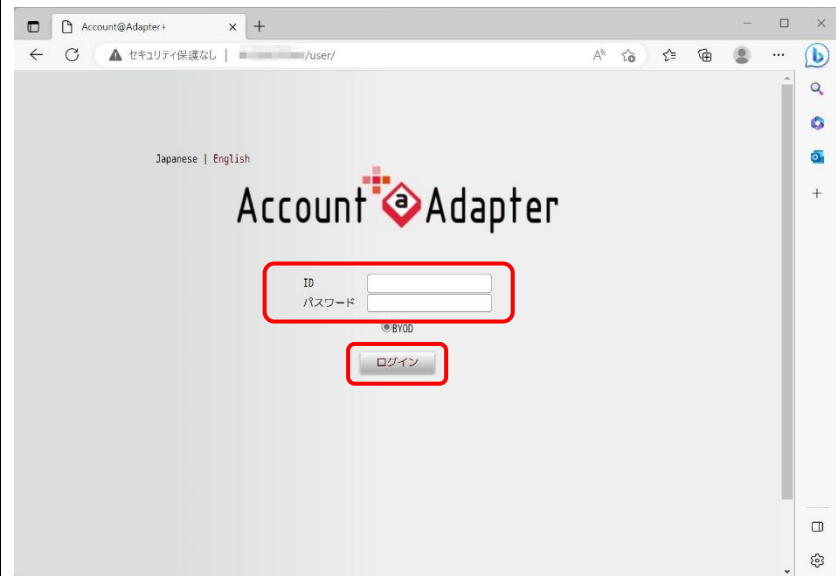 Account@Adapter+
セキュリティ保護なし | /user/
Japanese | English
Account a Adapter
ID
パスワード
BYOD
ログイン